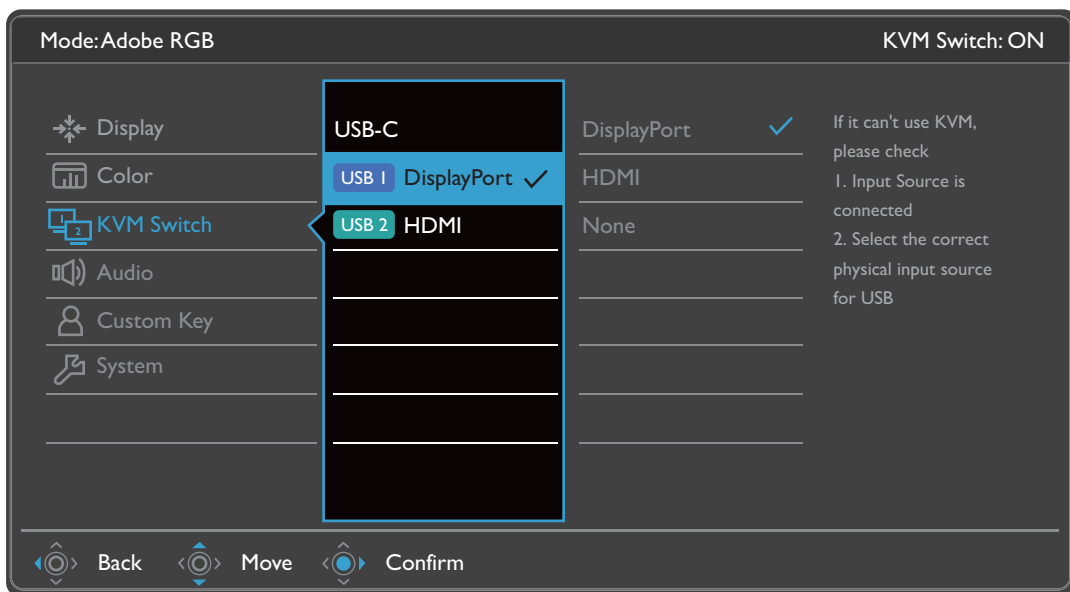 Mode: Adobe RGB
KVM Switch: ON
Display
Color
KVM Switch
1
2
Audio
Custom Key
System
USB-C
USB 1 DisplayPort
USB 2 HDMI
DisplayPort
HDMI
None
If it can't use KVM,
please check
1. Input Source is
connected
2. Select the correct
physical input source
for USB
Back
Move
Confirm